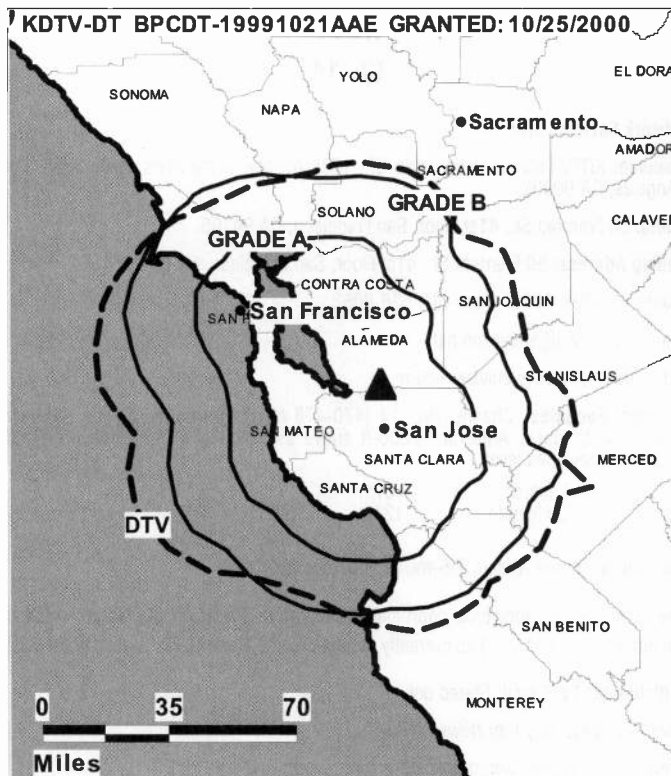 KDTV-DT BPCDT-19991021AAE GRANTED: 10/25/2000
YOLO
EL DORA
SONOMA
NAPA
Sacramento
AMADOR
SACRAMENTO
SOLANO
GRADE B
CALAVER
GRADE A
CONTRA COSTA
SAN JOAQUIN
San Francisco
SAN F
ALAMEDA
STANISLAUS
San Jose
SAN MATEO
SANTA CLARA
MERCED
SANTA CRUZ
DTV
SAN BENITO
MONTEREY
0 35 70
Miles